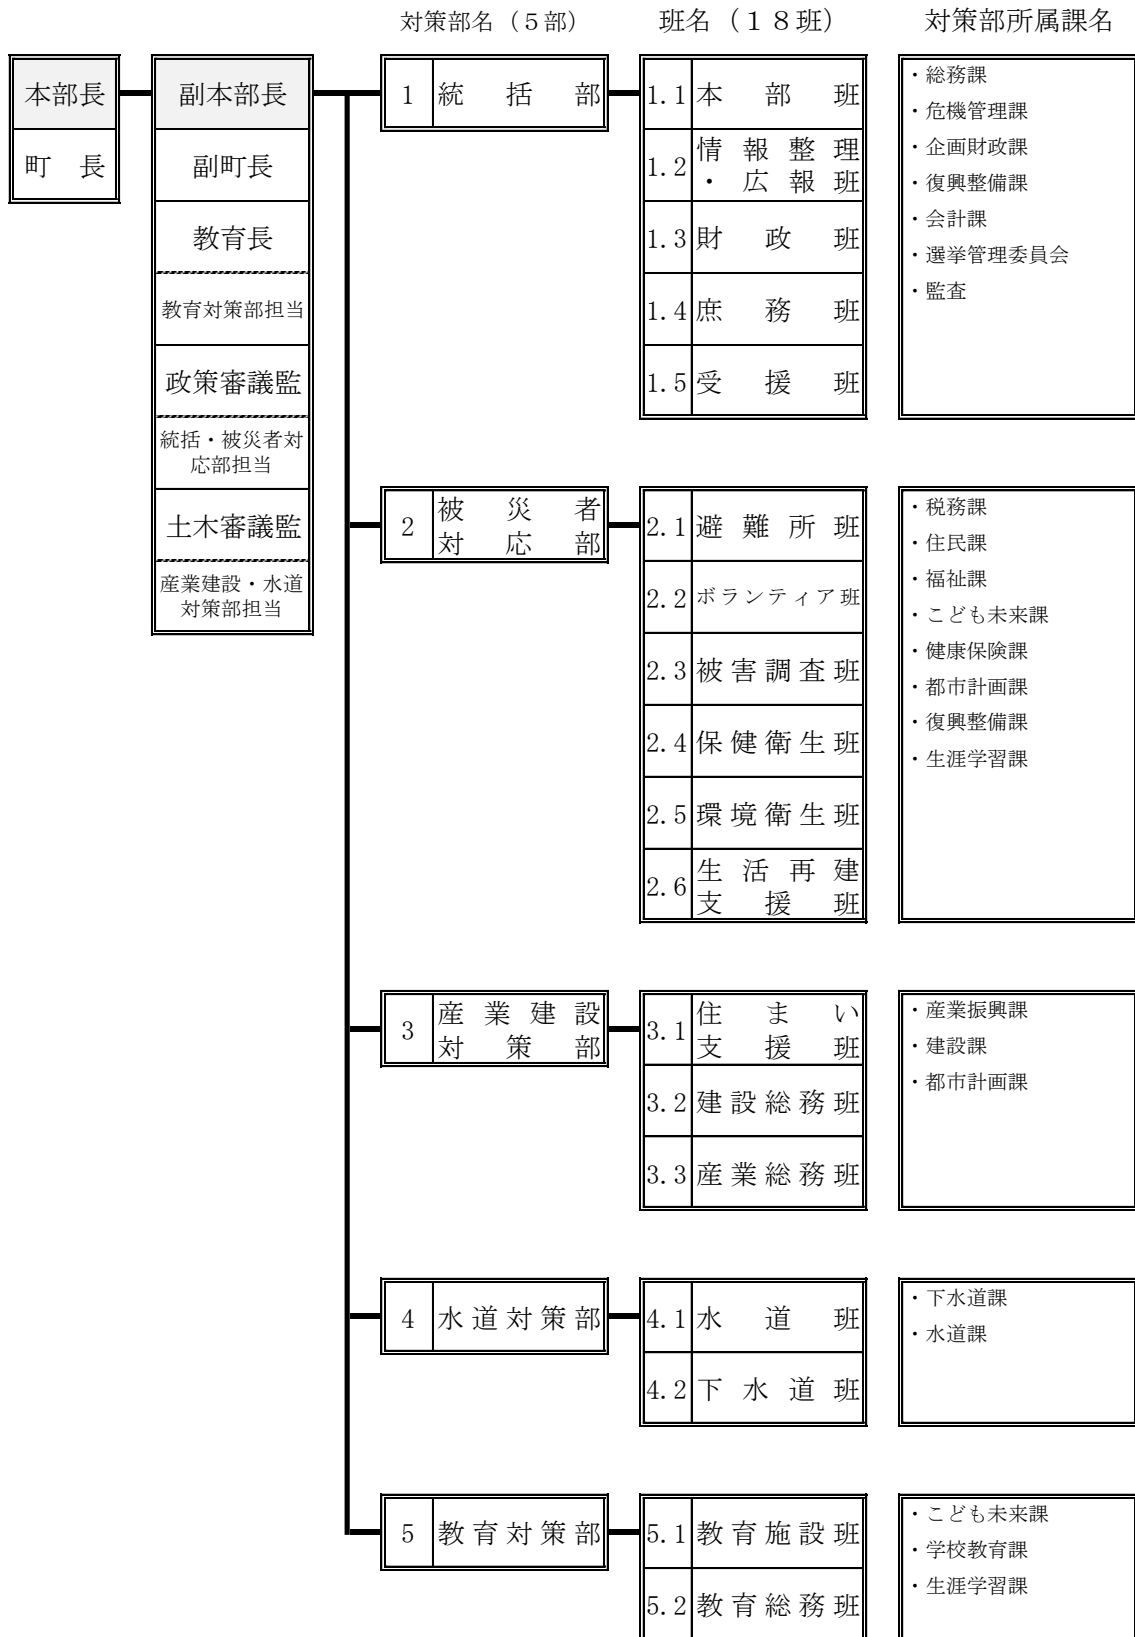 対策部名（５部）
班名（１８班）
対策部所属課名
本部長
町長
副本部長
副町長
教育長
教育対策部担当
政策審議監
統括・被災者対
応部担当
土木審議監
産業建設・水道
対策部担当
1 統括部
1.1 本部班
1.2 情報整理
・広報班
1.3 財政班
1.4 庶務班
1.5 受援班
・総務課
・危機管理課
・企画財政課
・復興整備課
・会計課
・選挙管理委員会
・監査
2 被災者
対応部
2.1 避難所班
2.2 ボランティア班
2.3 被害調査班
2.4 保健衛生班
2.5 環境衛生班
2.6 生活再建
支援班
・税務課
・住民課
・福祉課
・こども未来課
・健康保険課
・都市計画課
・復興整備課
・生涯学習課
3 産業建設
対策部
3.1 住まい
支援班
3.2 建設総務班
3.3 産業総務班
・産業振興課
・建設課
・都市計画課
4 水道対策部
4.1 水道班
4.2 下水道班
・下水道課
・水道課
5 教育対策部
5.1 教育施設班
5.2 教育総務班
・こども未来課
・学校教育課
・生涯学習課